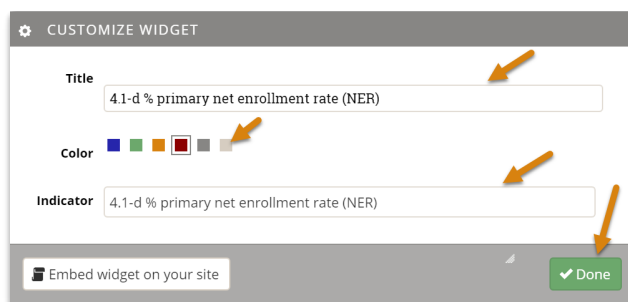 CUSTOMIZE WIDGET
Title
4.1-d % primary net enrollment rate (NER)
Color
Indicator
4.1-d % primary net enrollment rate (NER)
Embed widget on your site
Done